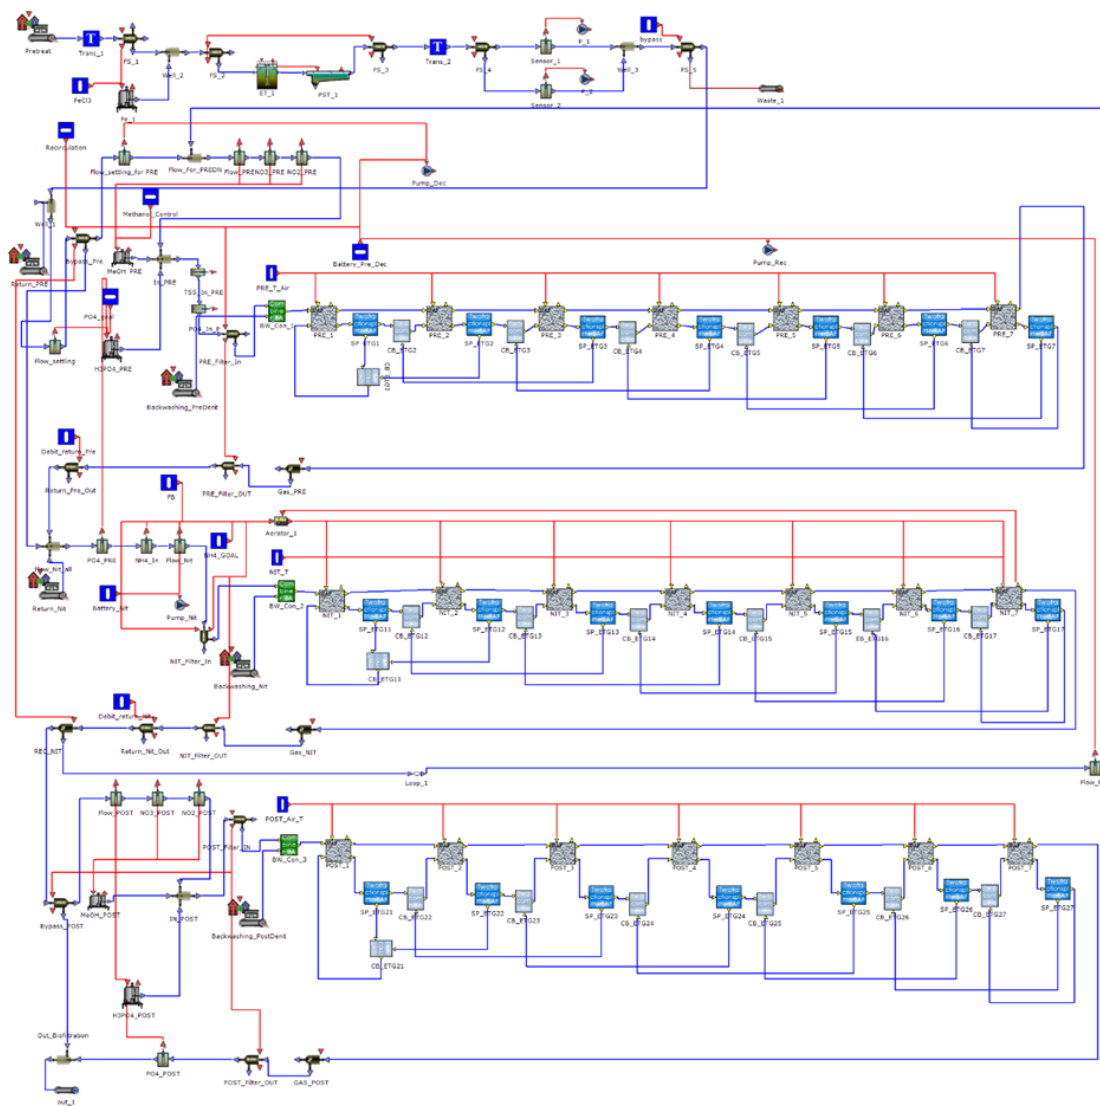 Pretreat
Trans_1
FS_1
Well_2
FS_2
ET_1
PST_1
FS_3
Trans_2
FS_4
Sensor_1
P_1
Sensor_2
P_2
Well_3
bypass
FS_5
Waste_1
FeCl3
Fe_1
Recirculation
Flow_setting_for PRE
Flow_For_PREDN
Flow_PRE
NO3_PRE
NO2_PRE
Pump_Dec
Methanol_Control
Bypass_Pre
Return_PRE
MeOH_PRE
In_PRE
TSS_In_PRE
Flow_setting
H3PO4_PRE
PRE_Filter_In
Backwashing_PreDenit
Battery_Pre_Dec
Pump_Rec
PRE_T_Air
BW_Con_1
PRE_1
PRE_2
PRE_3
PRE_4
PRE_5
PRE_6
PRE_7
SP_ETG1
CB_ETG2
SP_ETG2
CB_ETG3
SP_ETG3
CB_ETG4
SP_ETG4
CB_ETG5
SP_ETG5
CB_ETG6
SP_ETG6
CB_ETG7
SP_ETG7
Debit_return_Pre
Return_Pre_Out
PRE_Filter_OUT
Gas_PRE
FB
Flow_Nit_all
PO4_PRE
NH4_In
Flow_Nit
NH4_GOAL
Aerator_1
NIT_T
Return_Nit
Battery_Nit
Pump_Nit
NIT_Filter_In
Backwashing_Nit
BW_Con_2
NIT_1
NIT_2
NIT_3
NIT_4
NIT_5
NIT_6
NIT_7
SP_ETG11
CB_ETG12
SP_ETG12
CB_ETG13
SP_ETG13
CB_ETG14
SP_ETG14
CB_ETG15
SP_ETG15
EB_ETG16
SP_ETG16
CB_ETG17
SP_ETG17
CB_ETG11
Debit_return_Nit
REC_NIT
Return_Nit_Out
NIT_Filter_OUT
Gas_NIT
Loop_1
Flow_POST
NO3_POST
NO2_POST
POST_Filter_IN
POST_Air_T
BW_Con_3
POST_1
POST_2
POST_3
POST_4
POST_5
POST_6
POST_7
SP_ETG21
CB_ETG22
SP_ETG22
CB_ETG23
SP_ETG23
CB_ETG24
SP_ETG24
CB_ETG25
SP_ETG25
CB_ETG26
SP_ETG26
CB_ETG27
SP_ETG27
CB_ETG21
Bypass_POST
MeOH_POST
IN_POST
Backwashing_PostDenit
H3PO4_POST
Out_Biofiltration
PO4_POST
POST_Filter_OUT
GAS_POST
out_1